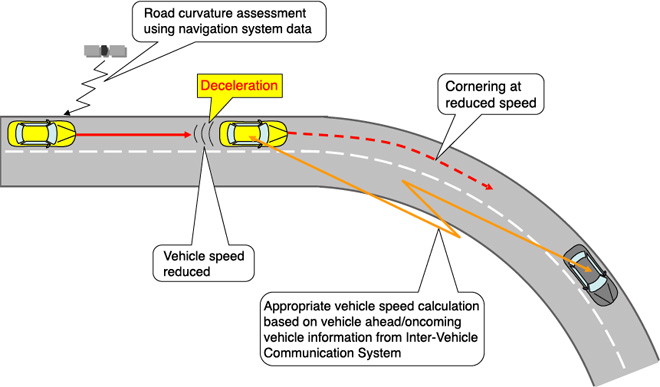 Road curvature assessment
using navigation system data
Deceleration
Cornering at
reduced speed
Vehicle speed
reduced
Appropriate vehicle speed calculation
based on vehicle ahead/oncoming
vehicle information from Inter-Vehicle
Communication System